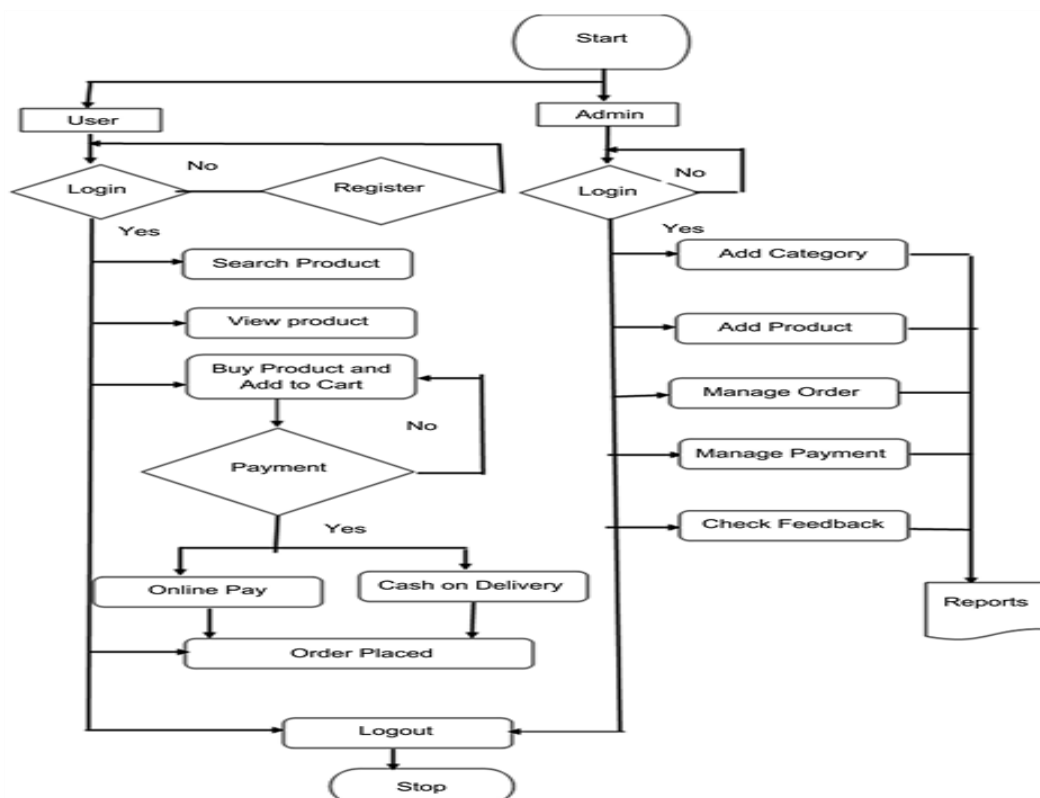 Start
User
Admin
Login
No
Register
Login
No
Yes
Yes
Search Product
Add Category
View product
Add Product
Buy Product and
Add to Cart
Manage Order
No
Payment
Manage Payment
Yes
Check Feedback
Online Pay
Cash on Delivery
Reports
Order Placed
Logout
Stop